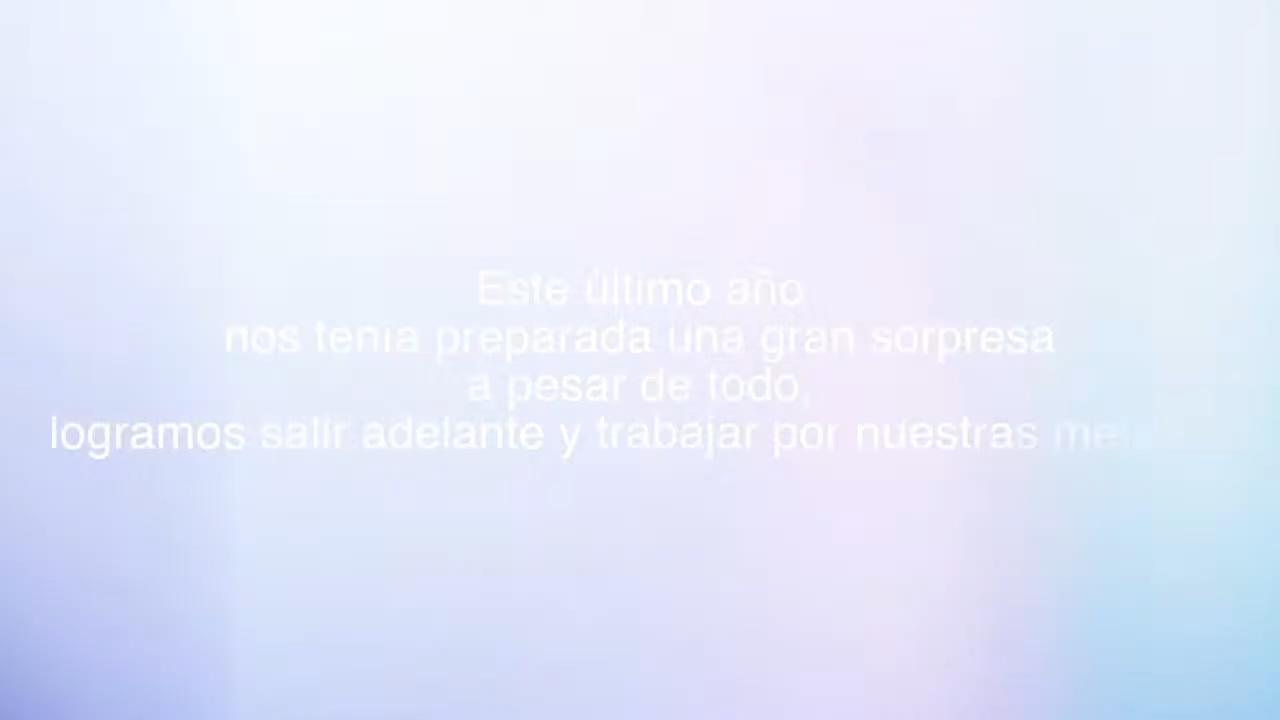 Este último año
nos tenía preparada una gran sorpresa
a pesar de todo,
logramos salir adelante y trabajar por nuestras